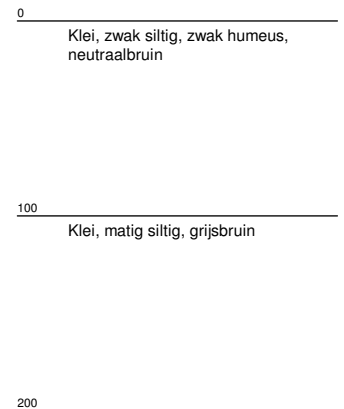 0
Klei, zwak siltig, zwak humeus,
neutraalbruin
100
Klei, matig siltig, grijsbruin
200